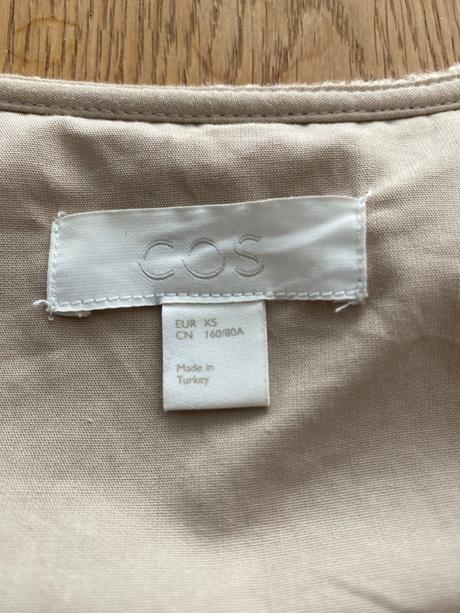 COS
EUR XS
CN 160/80A
Made in
Turkey